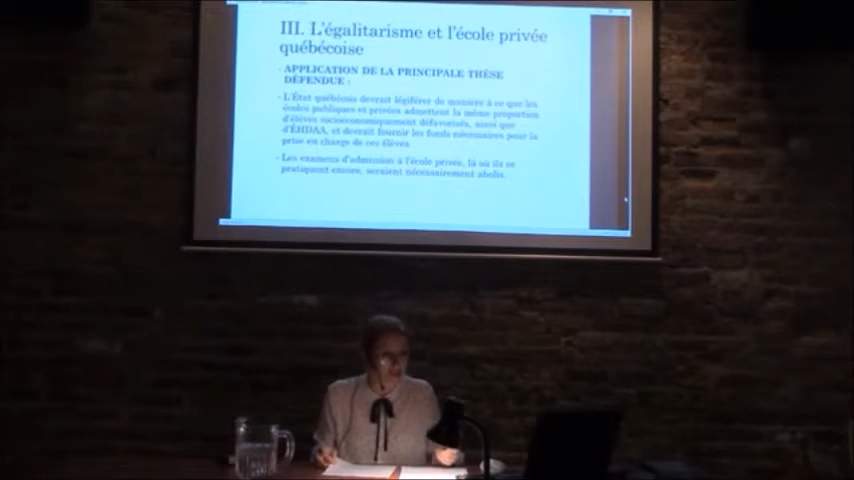 III. L'égalitarisme et l'école privée
québécoise
- APPLICATION DE LA PRINCIPALE THÈSE
DÉFENDUE :
- L'État québécois devrait légiférer de manière à ce que les
écoles publiques et privées admettent la même proportion
d'élèves socioéconomiquement défavorisés, ainsi que
d'ÉHDAA, et devrait fournir les fonds nécessaires pour la
prise en charge de ces élèves.
- Les examens d'admission à l'école privée, là où ils se
pratiquent encore, seraient nécessairement abolis.